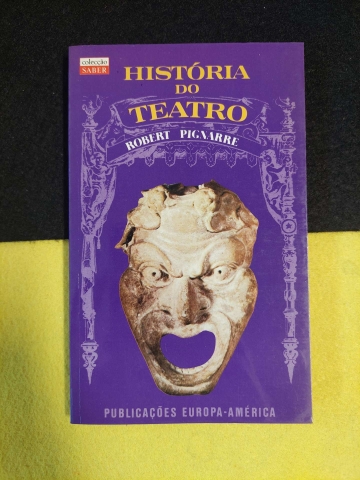 colecção
SABER
HISTÓRIA
DO
TEATRO
ROBERT PIGNARRE
PUBLICAÇÕES EUROPA-AMÉRICA